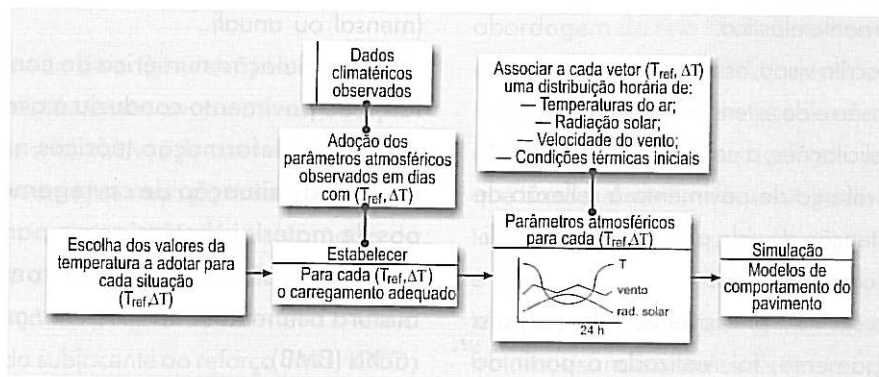 Dados
climatéricos
observados
Adoção dos
parâmetros atmosféricos
observados em dias
com (Tref, ΔT)
Associar a cada vetor (Tref, ΔT)
uma distribuição horária de:
— Temperaturas do ar;
— Radiação solar;
— Velocidade do vento;
— Condições térmicas iniciais
Escolha dos valores da
temperatura a adotar para
cada situação
(Tref,ΔT)
Estabelecer
Para cada (Tref,ΔT)
o carregamento adequado
Parâmetros atmosféricos
para cada (Tref,ΔT)
T
vento
rad. solar
24 h
Simulação
Modelos de
comportamento do
pavimento